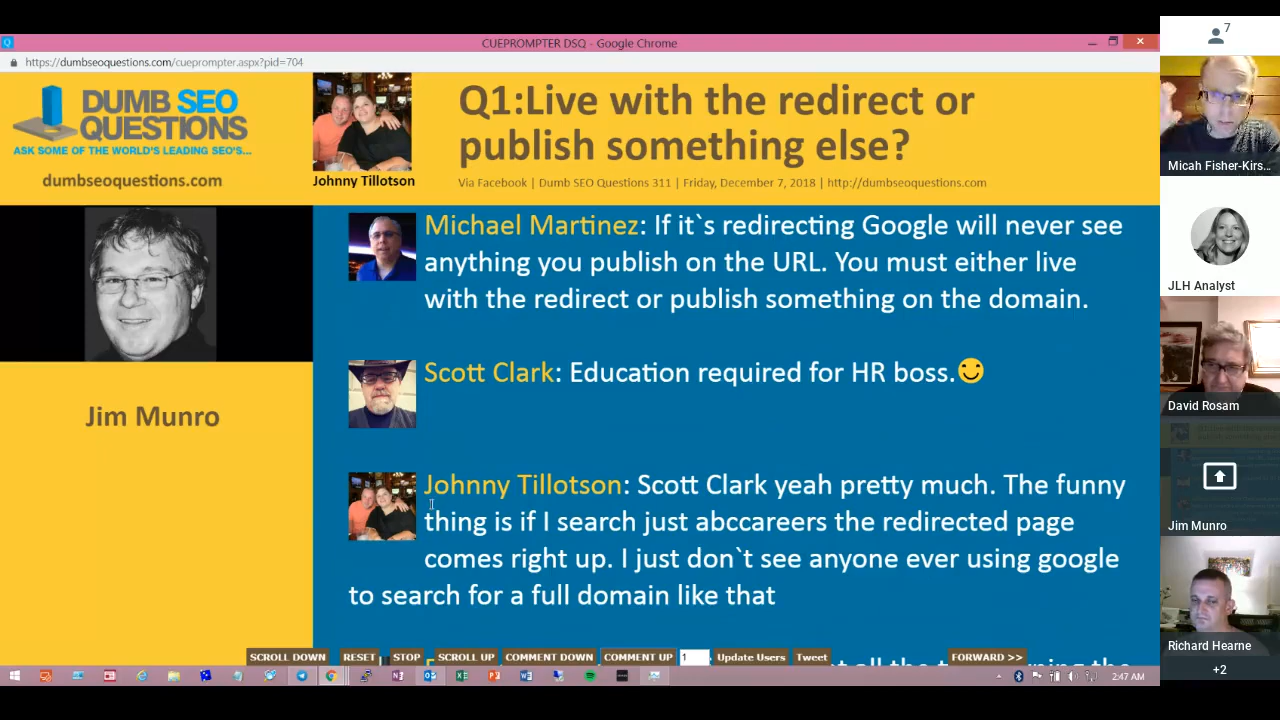 CUEPROMPTER DSQ - Google Chrome
https://dumbseoquestions.com/cueprompter.aspx?pid=704
DUMB SEO
QUESTIONS
ASK SOME OF THE WORLD'S LEADING SEO'S...
dumbseoquestions.com
Johnny Tillotson
Q1:Live with the redirect or
publish something else?
Via Facebook | Dumb SEO Questions 311 | Friday, December 7, 2018 | http://dumbseoquestions.com
Jim Munro
Michael Martinez: If it`s redirecting Google will never see
anything you publish on the URL. You must either live
with the redirect or publish something on the domain.
Scott Clark: Education required for HR boss.
Johnny Tillotson: Scott Clark yeah pretty much. The funny
thing is if I search just abccareers the redirected page
comes right up. I just don`t see anyone ever using google
to search for a full domain like that
SCROLL DOWN
RESET
STOP
SCROLL UP
COMMENT DOWN
COMMENT UP
1
Update Users
Tweet
FORWARD >>
2:47 AM
7
Micah Fisher-Kirs...
JLH Analyst
David Rosam
Jim Munro
Richard Hearne
+2